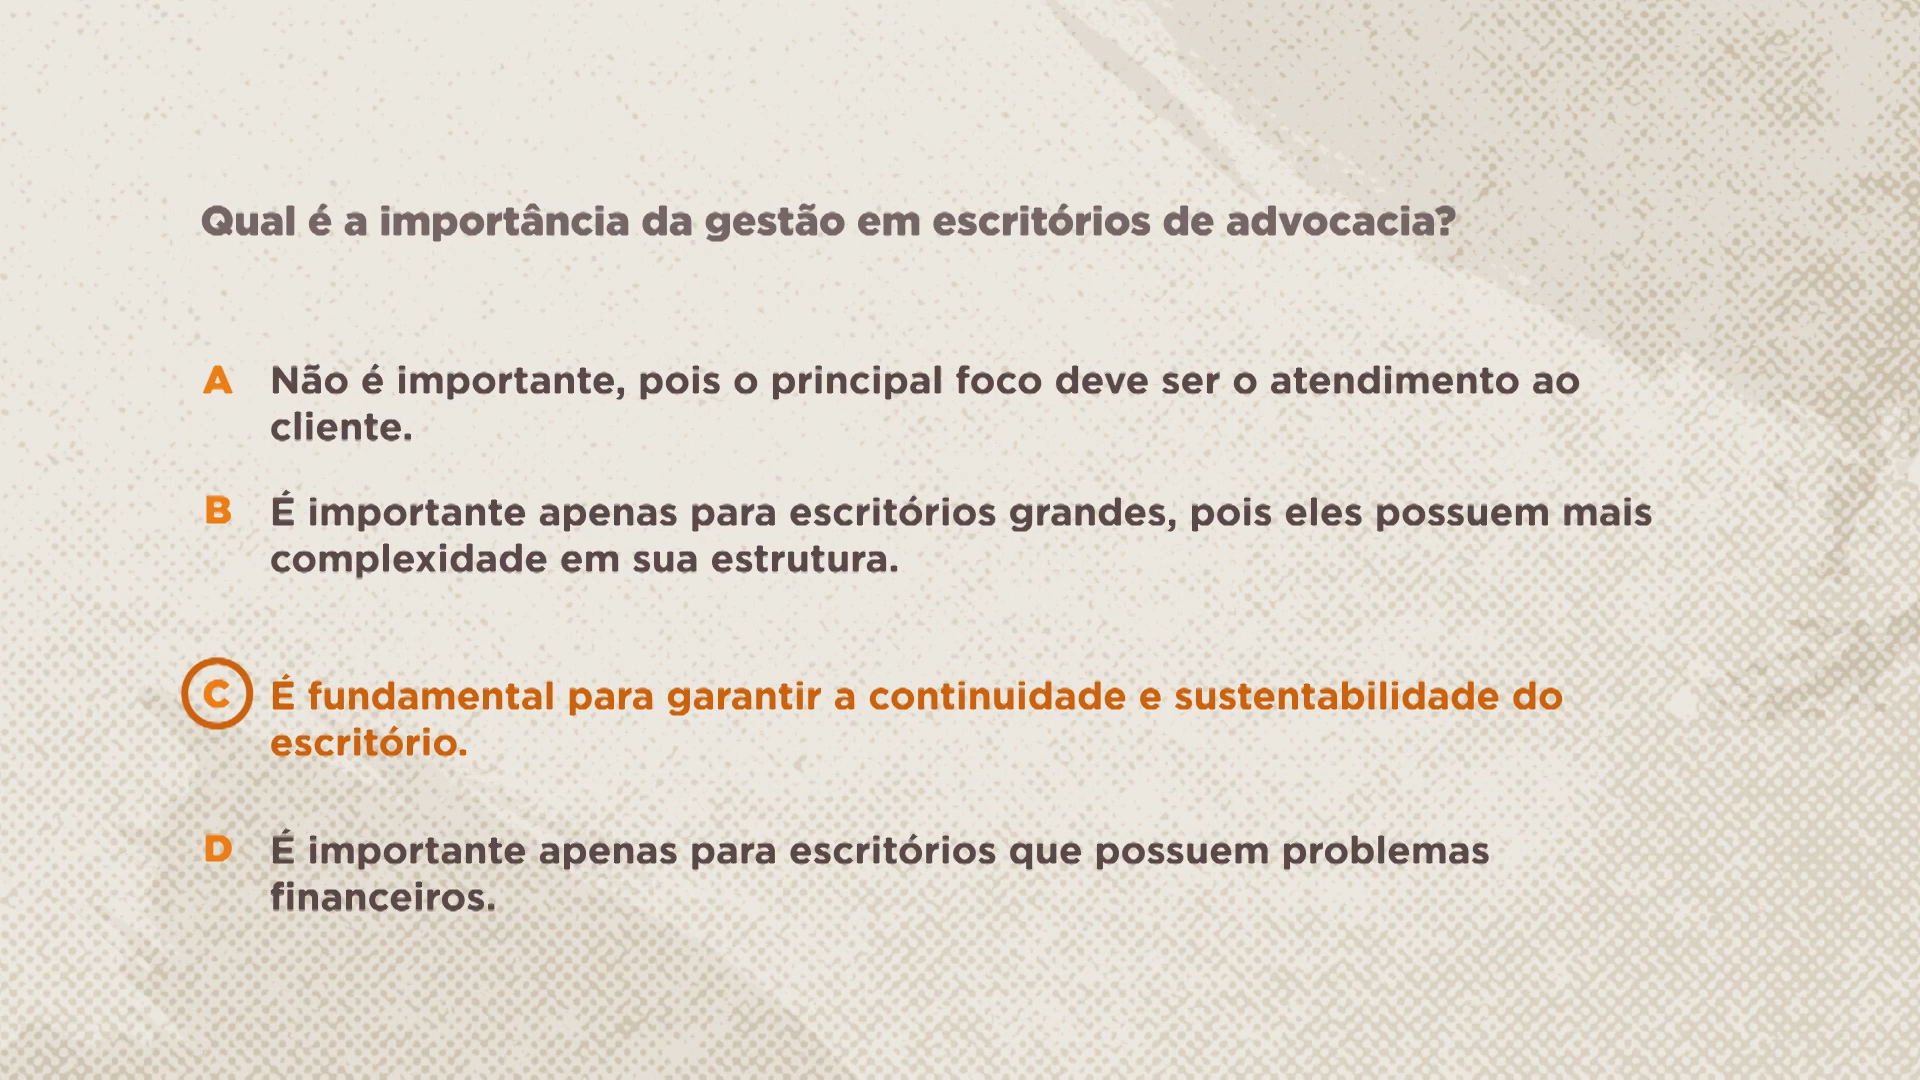 Qual é a importância da gestão em escritórios de advocacia?
A Não é importante, pois o principal foco deve ser o atendimento ao
cliente.
B É importante apenas para escritórios grandes, pois eles possuem mais
complexidade em sua estrutura.
C É fundamental para garantir a continuidade e sustentabilidade do
escritório.
D É importante apenas para escritórios que possuem problemas
financeiros.